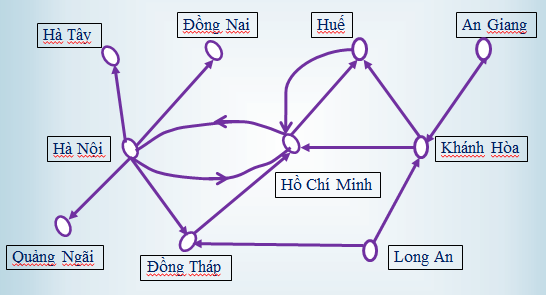 Hà Tây
Đồng Nai
Huế
An Giang
Hà Nội
Khánh Hòa
Hồ Chí Minh
Quảng Ngãi
Đồng Tháp
Long An